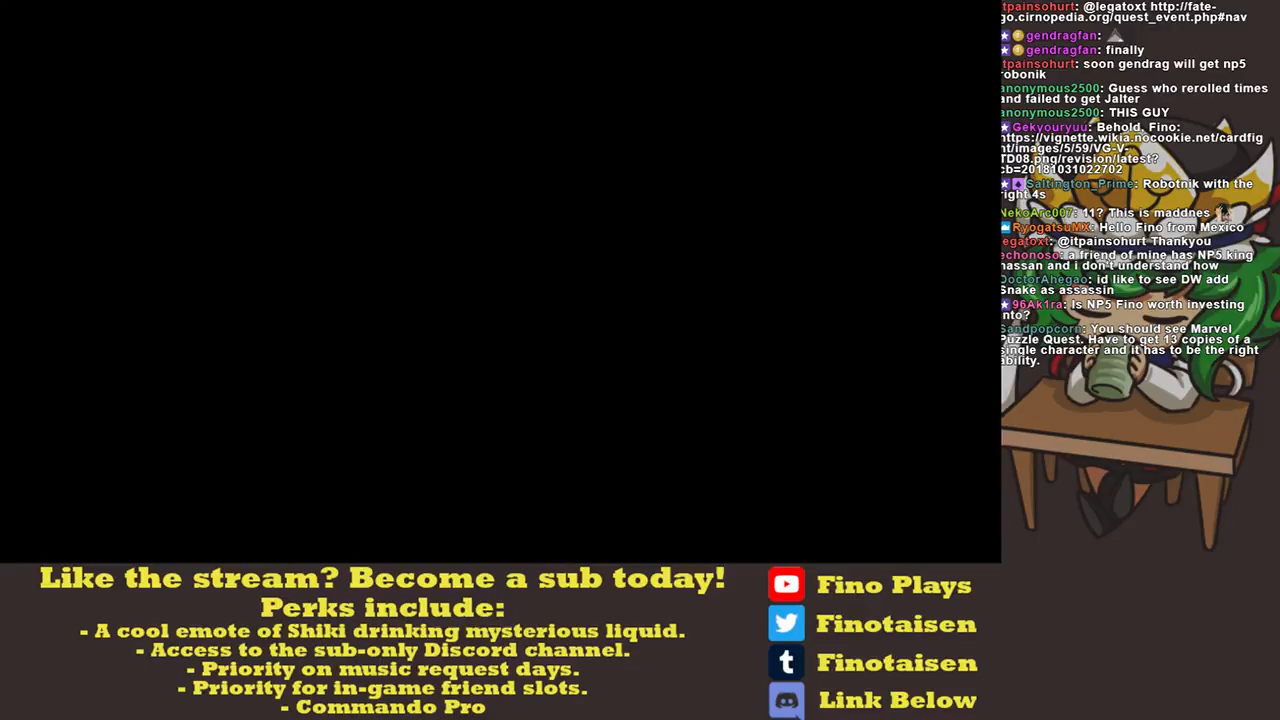 itpainsohurt: @legatoxt http://fate-
go.cirnopedia.org/quest_event.php#nav
gendragfan:
gendragfan: finally
itpainsohurt: soon gendrag will get np5
robonik
anonymous2500: Guess who rerolled times
and failed to get Jalter
anonymous2500: THIS GUY
Gekyouryuu: Behold, Fino:
https://vignette.wikia.nocookie.net/cardfig
ht/images/5/59/VG-V-
TD08.png/revision/latest?
cb=20181031022702
Saltington_Prime: Robotnik with the
right 4s
NekoArc007: 11? This is maddnes
RyogatsuMX: Hello Fino from Mexico
legatoxt: @itpainsohurt Thankyou
echonoso: a friend of mine has NP5 king
hassan and i don't understand how
DoctorAhegao: id like to see DW add
Snake as assassin
96Ak1ra: Is NP5 Fino worth investing
into?
Sandpopcorn: You should see Marvel
Puzzle Quest. Have to get 13 copies of a
single character and it has to be the right
ability.
Like the stream? Become a sub today!
Perks include:
- A cool emote of Shiki drinking mysterious liquid.
- Access to the sub-only Discord channel.
- Priority on music request days.
- Priority for in-game friend slots.
- Commando Pro
Fino Plays
Finotaisen
Finotaisen
Link Below